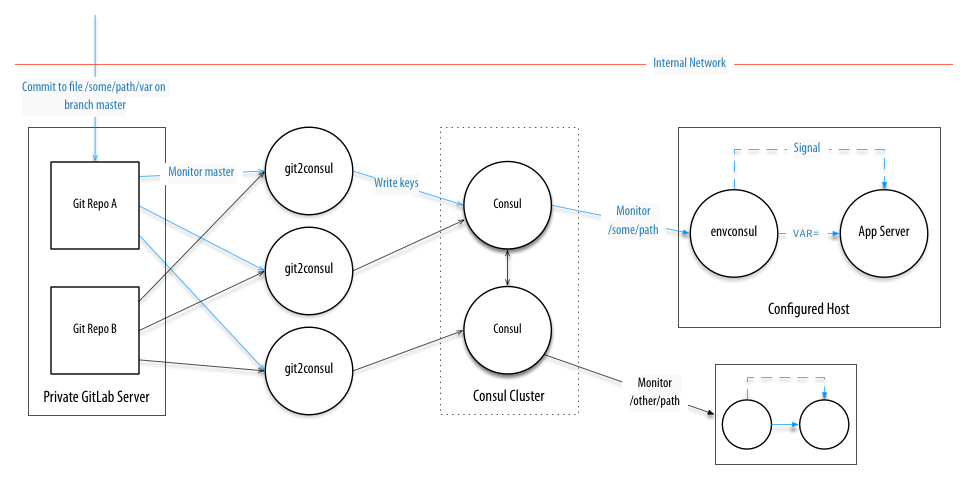 Internal Network
Commit to file /some/path/var on
branch master
Git Repo A
Git Repo B
Private GitLab Server
Monitor master
git2consul
git2consul
git2consul
Write keys
Consul
Consul
Consul Cluster
Monitor
/some/path
Signal
envconsul
VAR=
App Server
Configured Host
Monitor
/other/path